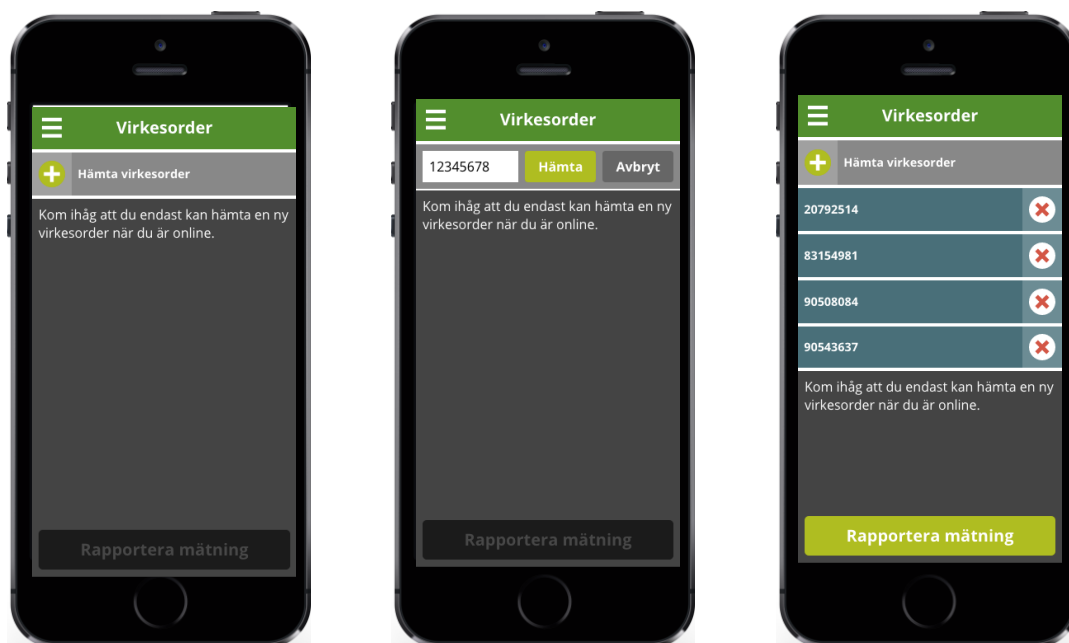 Virkesorder
Hämta virkesorder
Kom ihåg att du endast kan hämta en ny
virkesorder när du är online.
Rapportera mätning
Virkesorder
12345678 Hämta Avbryt
Kom ihåg att du endast kan hämta en ny
virkesorder när du är online.
Rapportera mätning
Virkesorder
Hämta virkesorder
20792514
83154981
90508084
90543637
Kom ihåg att du endast kan hämta en ny
virkesorder när du är online.
Rapportera mätning